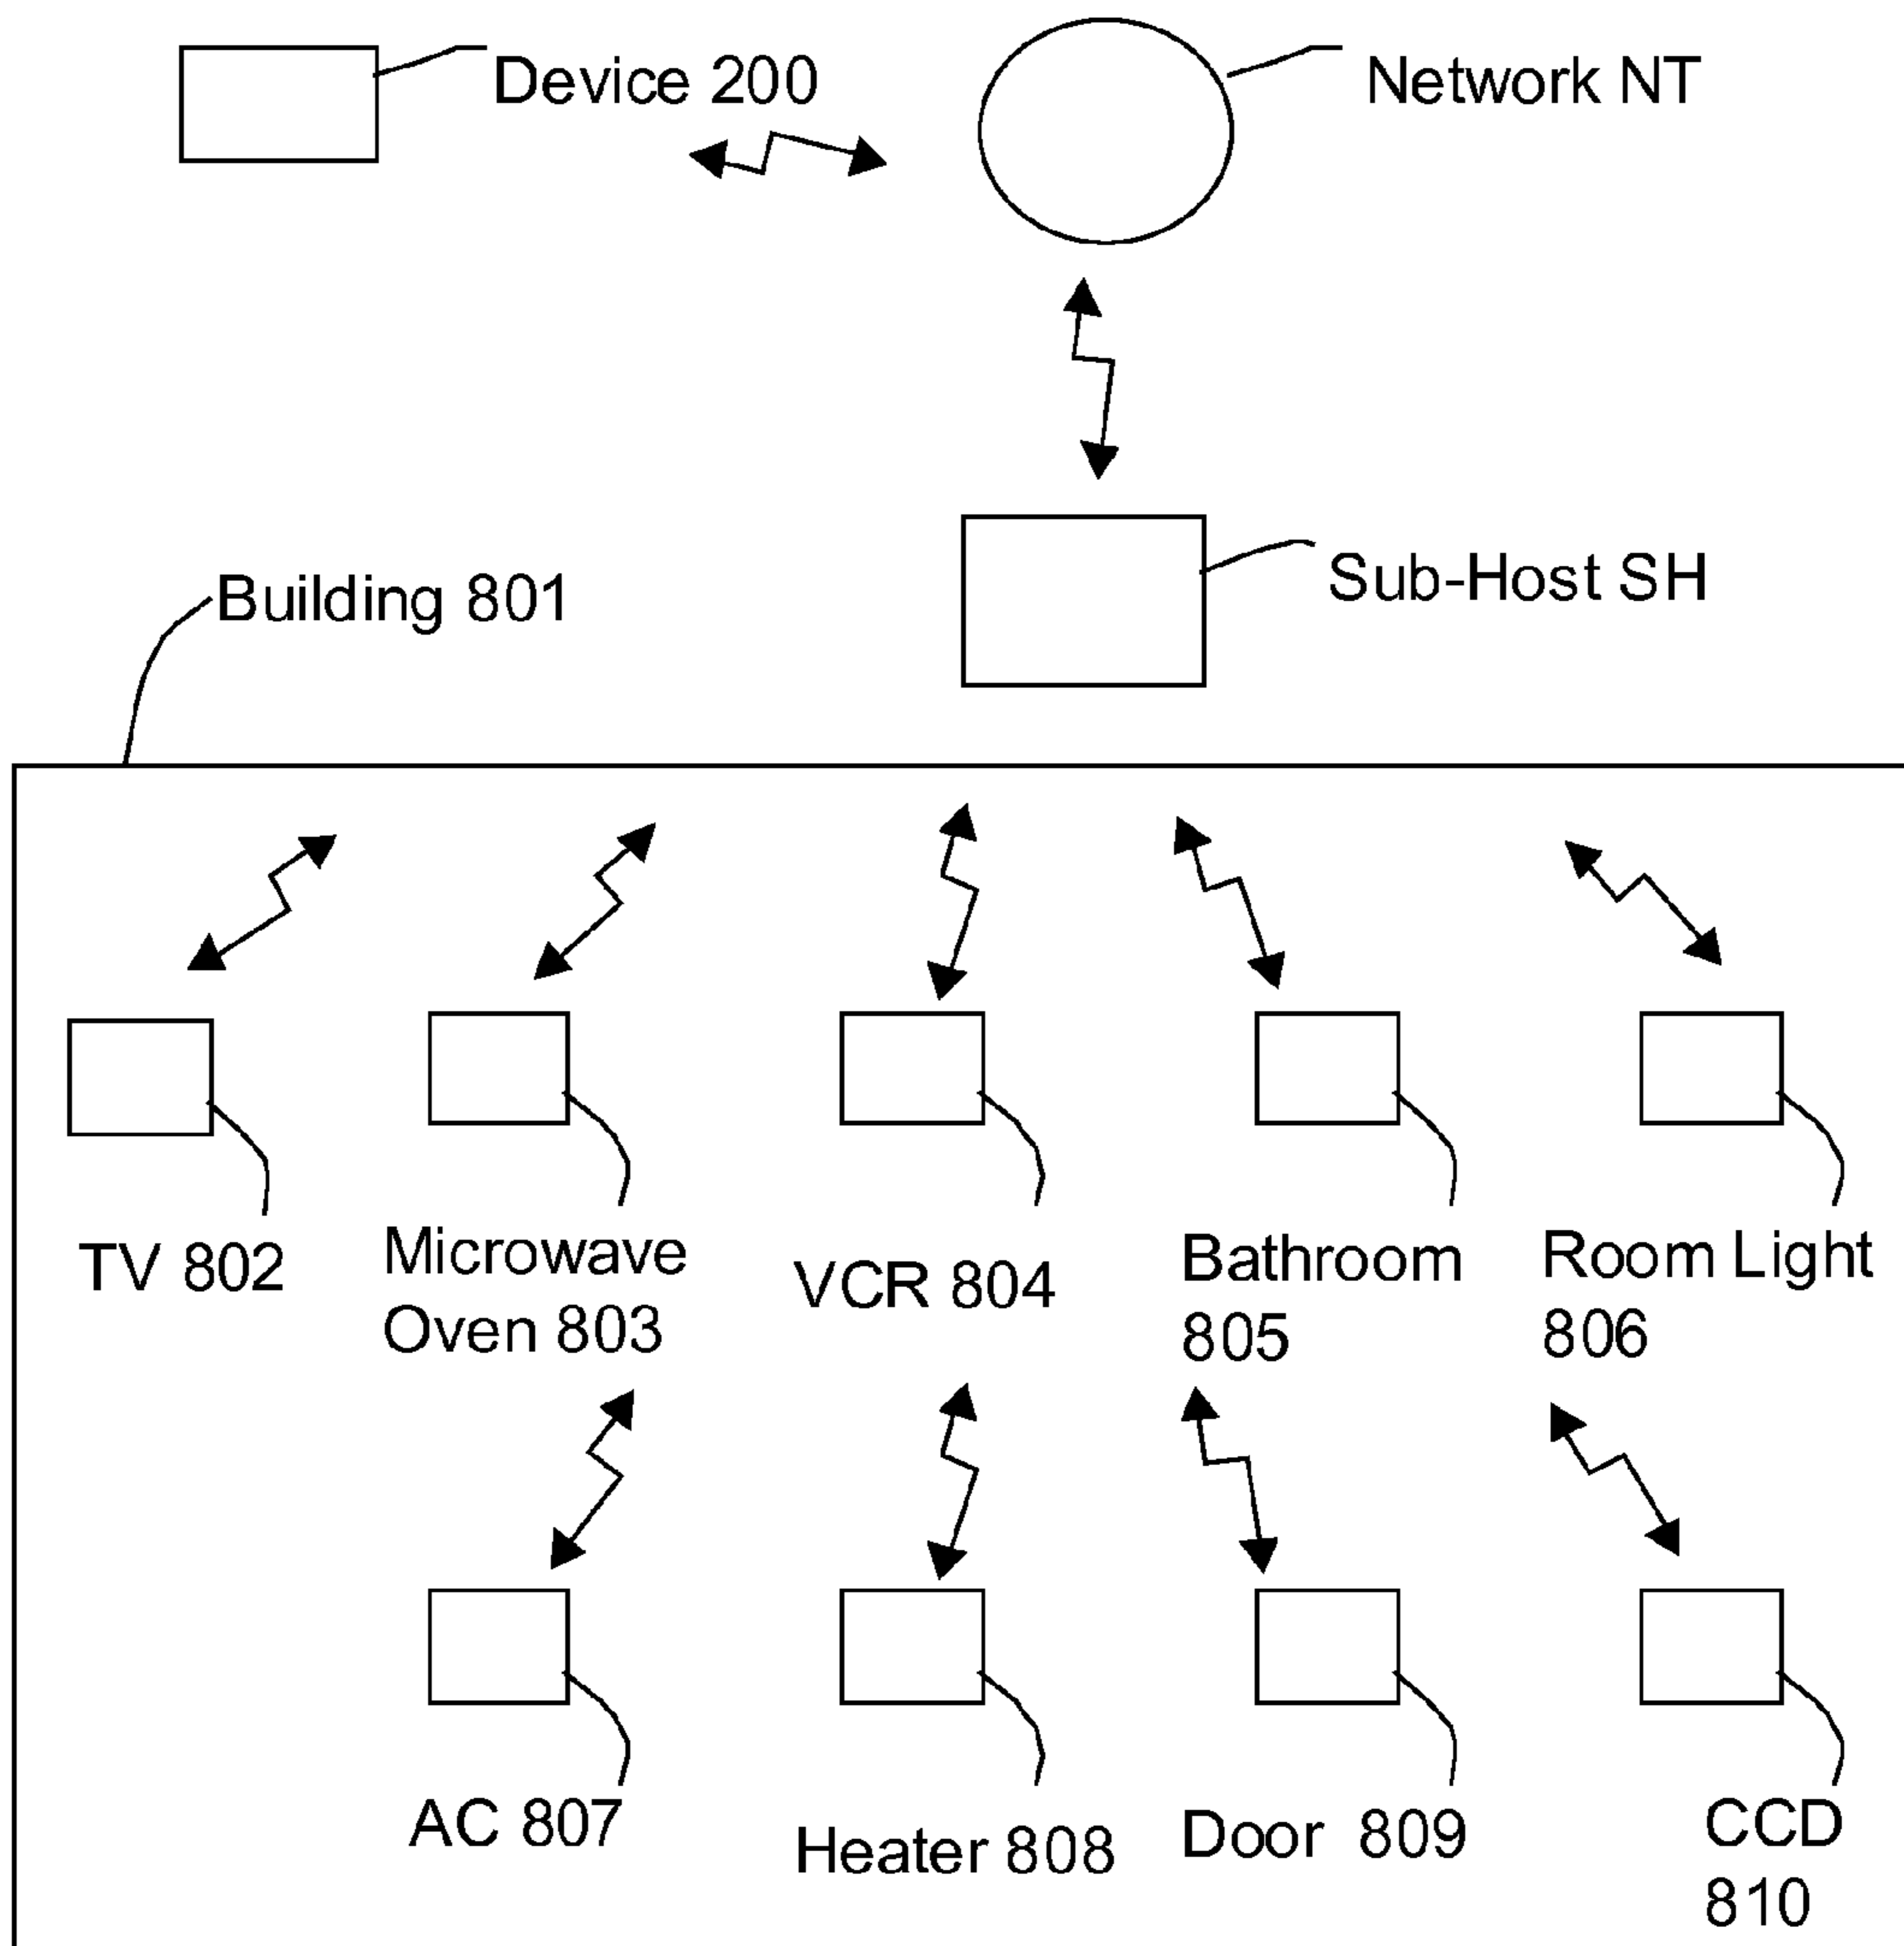 Device 200
Network NT
Sub-Host SH
Building 801
TV 802
Microwave
Oven 803
VCR 804
Bathroom
805
Room Light
806
AC 807
Heater 808
Door 809
CCD
810